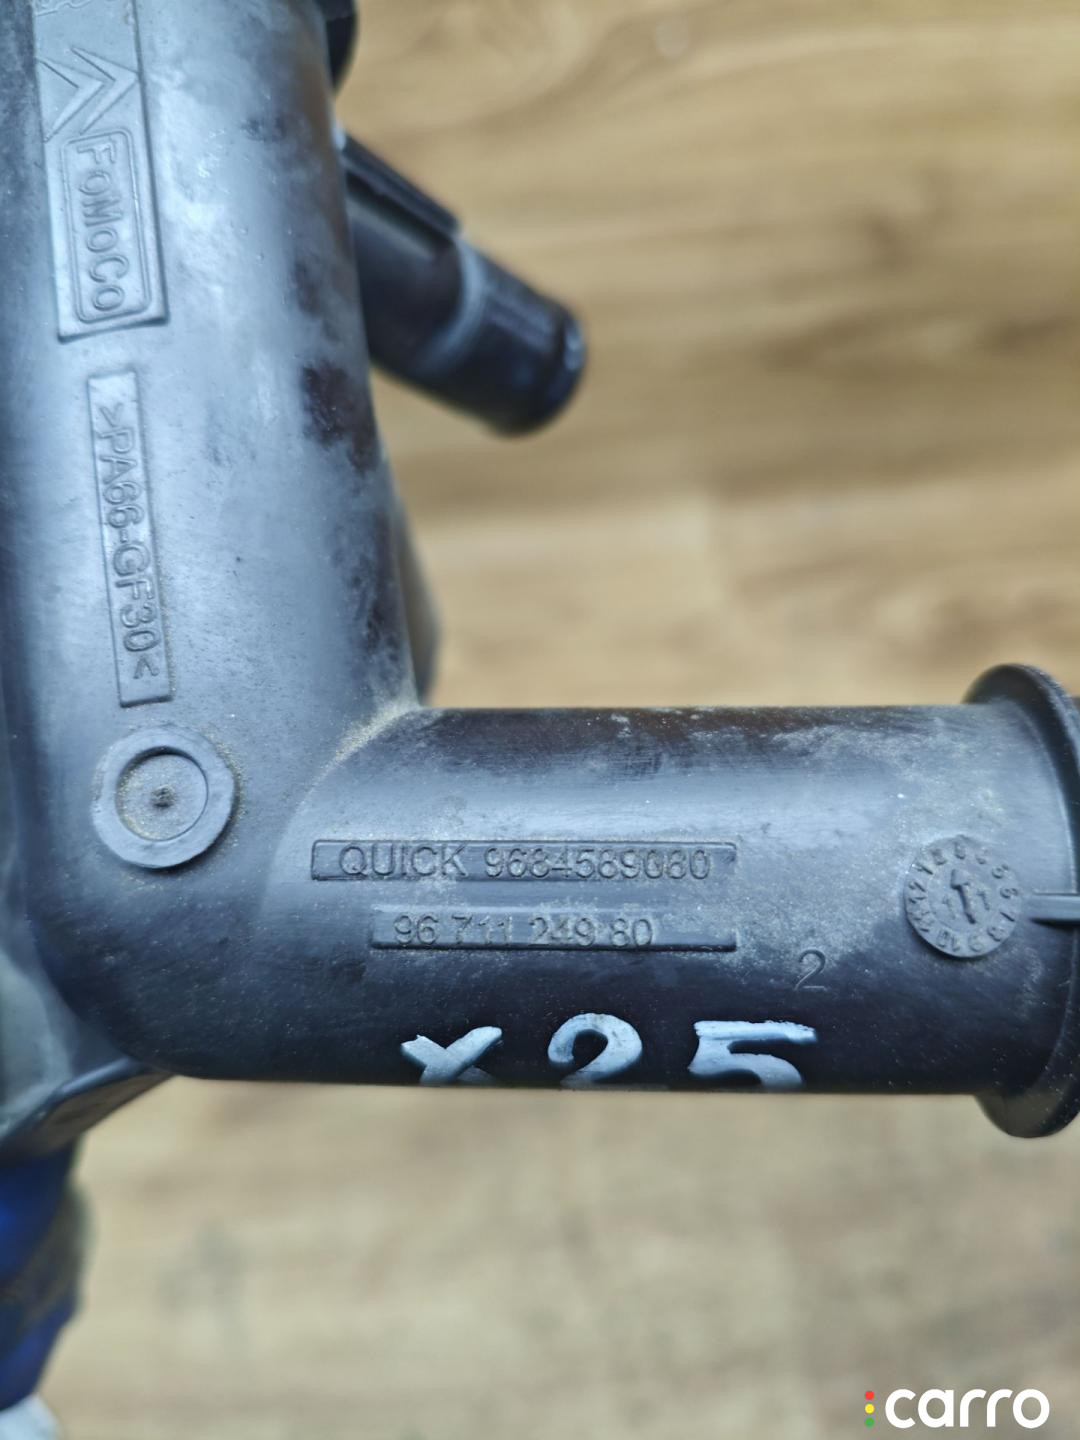 FoMoCo
>PA66-GF30<
QUICK 9684589080
96 711 249 80
2
x25
carro